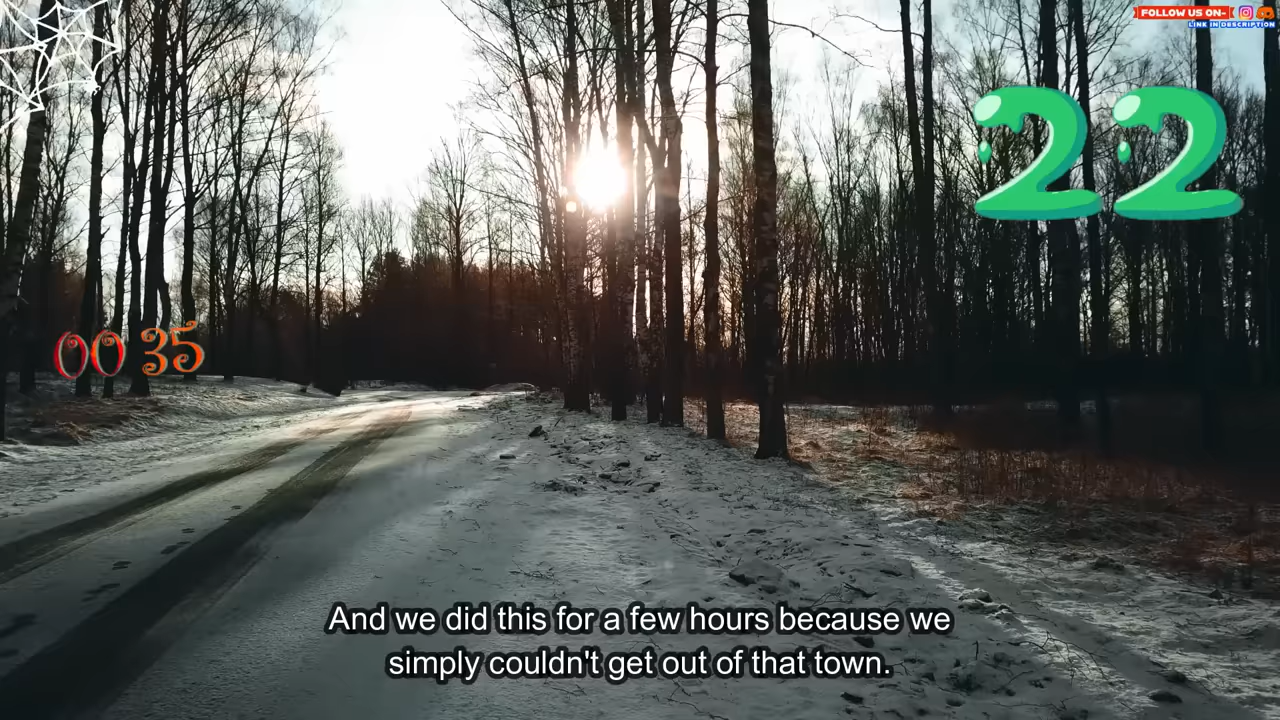 FOLLOW US ON-
LINK IN DESCRIPTION
22
00 35
And we did this for a few hours because we
simply couldn't get out of that town.